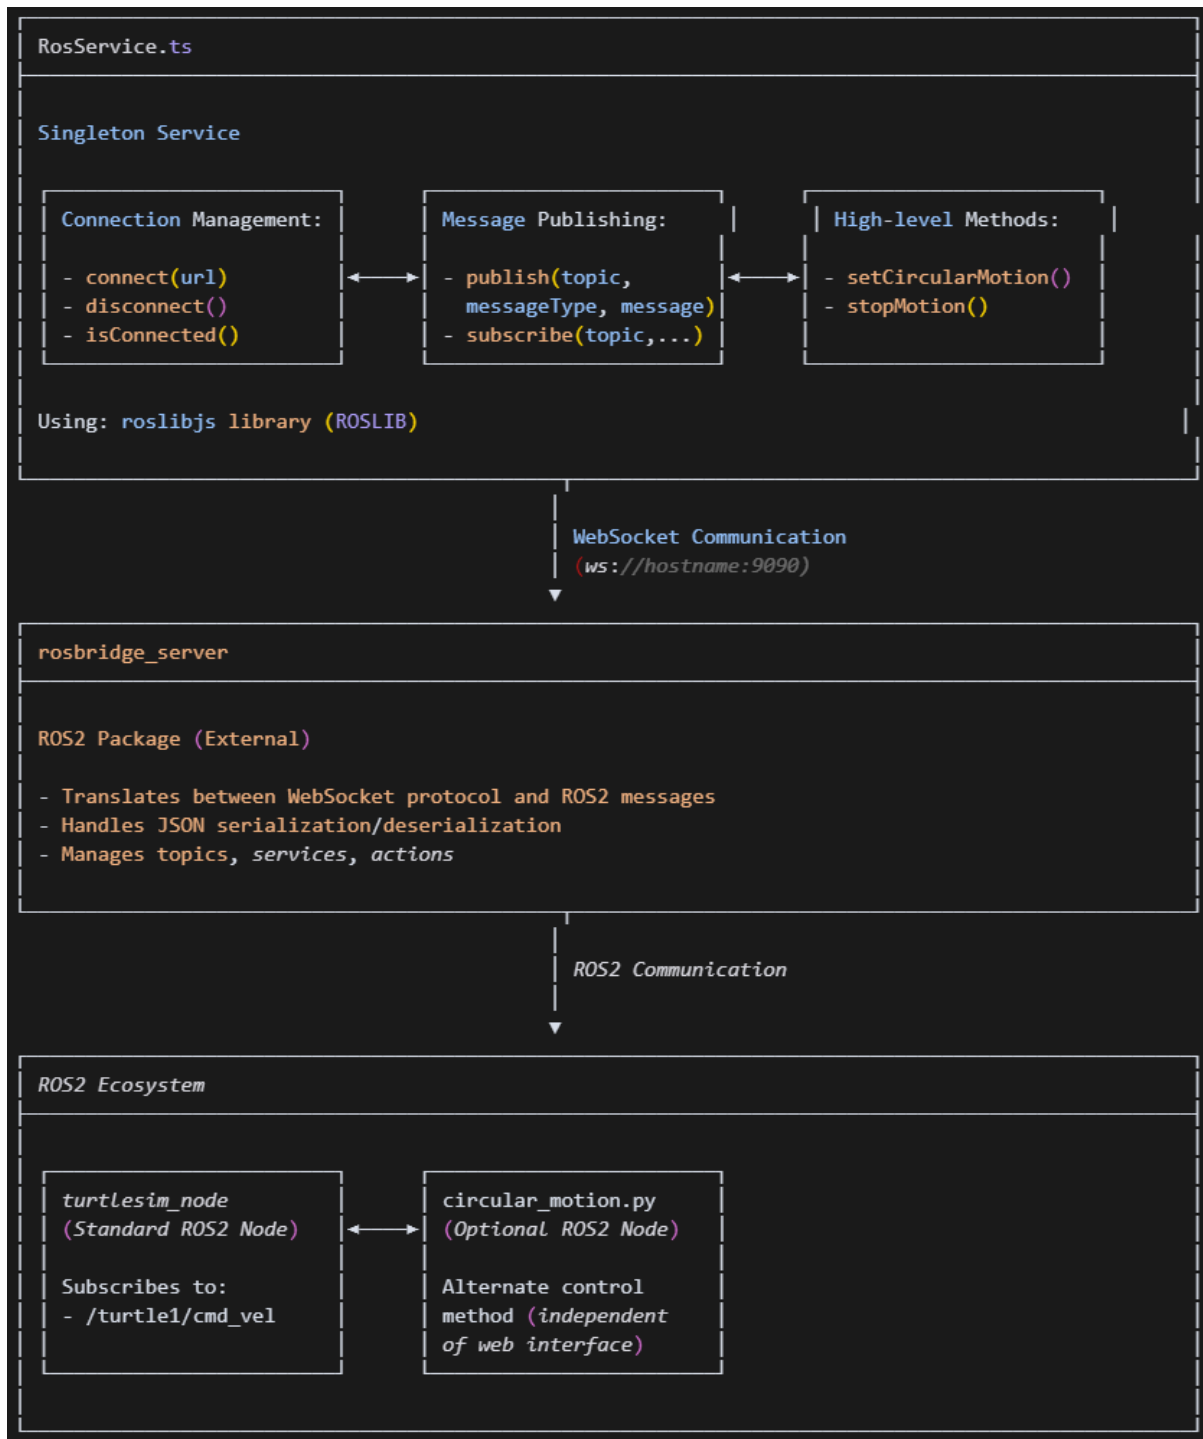 RosService.ts
Singleton Service
Connection Management:
- connect(url)
- disconnect()
- isConnected()
Message Publishing:
- publish(topic,
messageType, message)
- subscribe(topic,...)
High-level Methods:
- setCircularMotion()
- stopMotion()
Using: roslibjs library (ROSLIB)
WebSocket Communication
(ws://hostname:9090)
rosbridge_server
ROS2 Package (External)
- Translates between WebSocket protocol and ROS2 messages
- Handles JSON serialization/deserialization
- Manages topics, services, actions
ROS2 Communication
ROS2 Ecosystem
turtlesim_node
(Standard ROS2 Node)
Subscribes to:
- /turtle1/cmd_vel
circular_motion.py
(Optional ROS2 Node)
Alternate control
method (independent
of web interface)